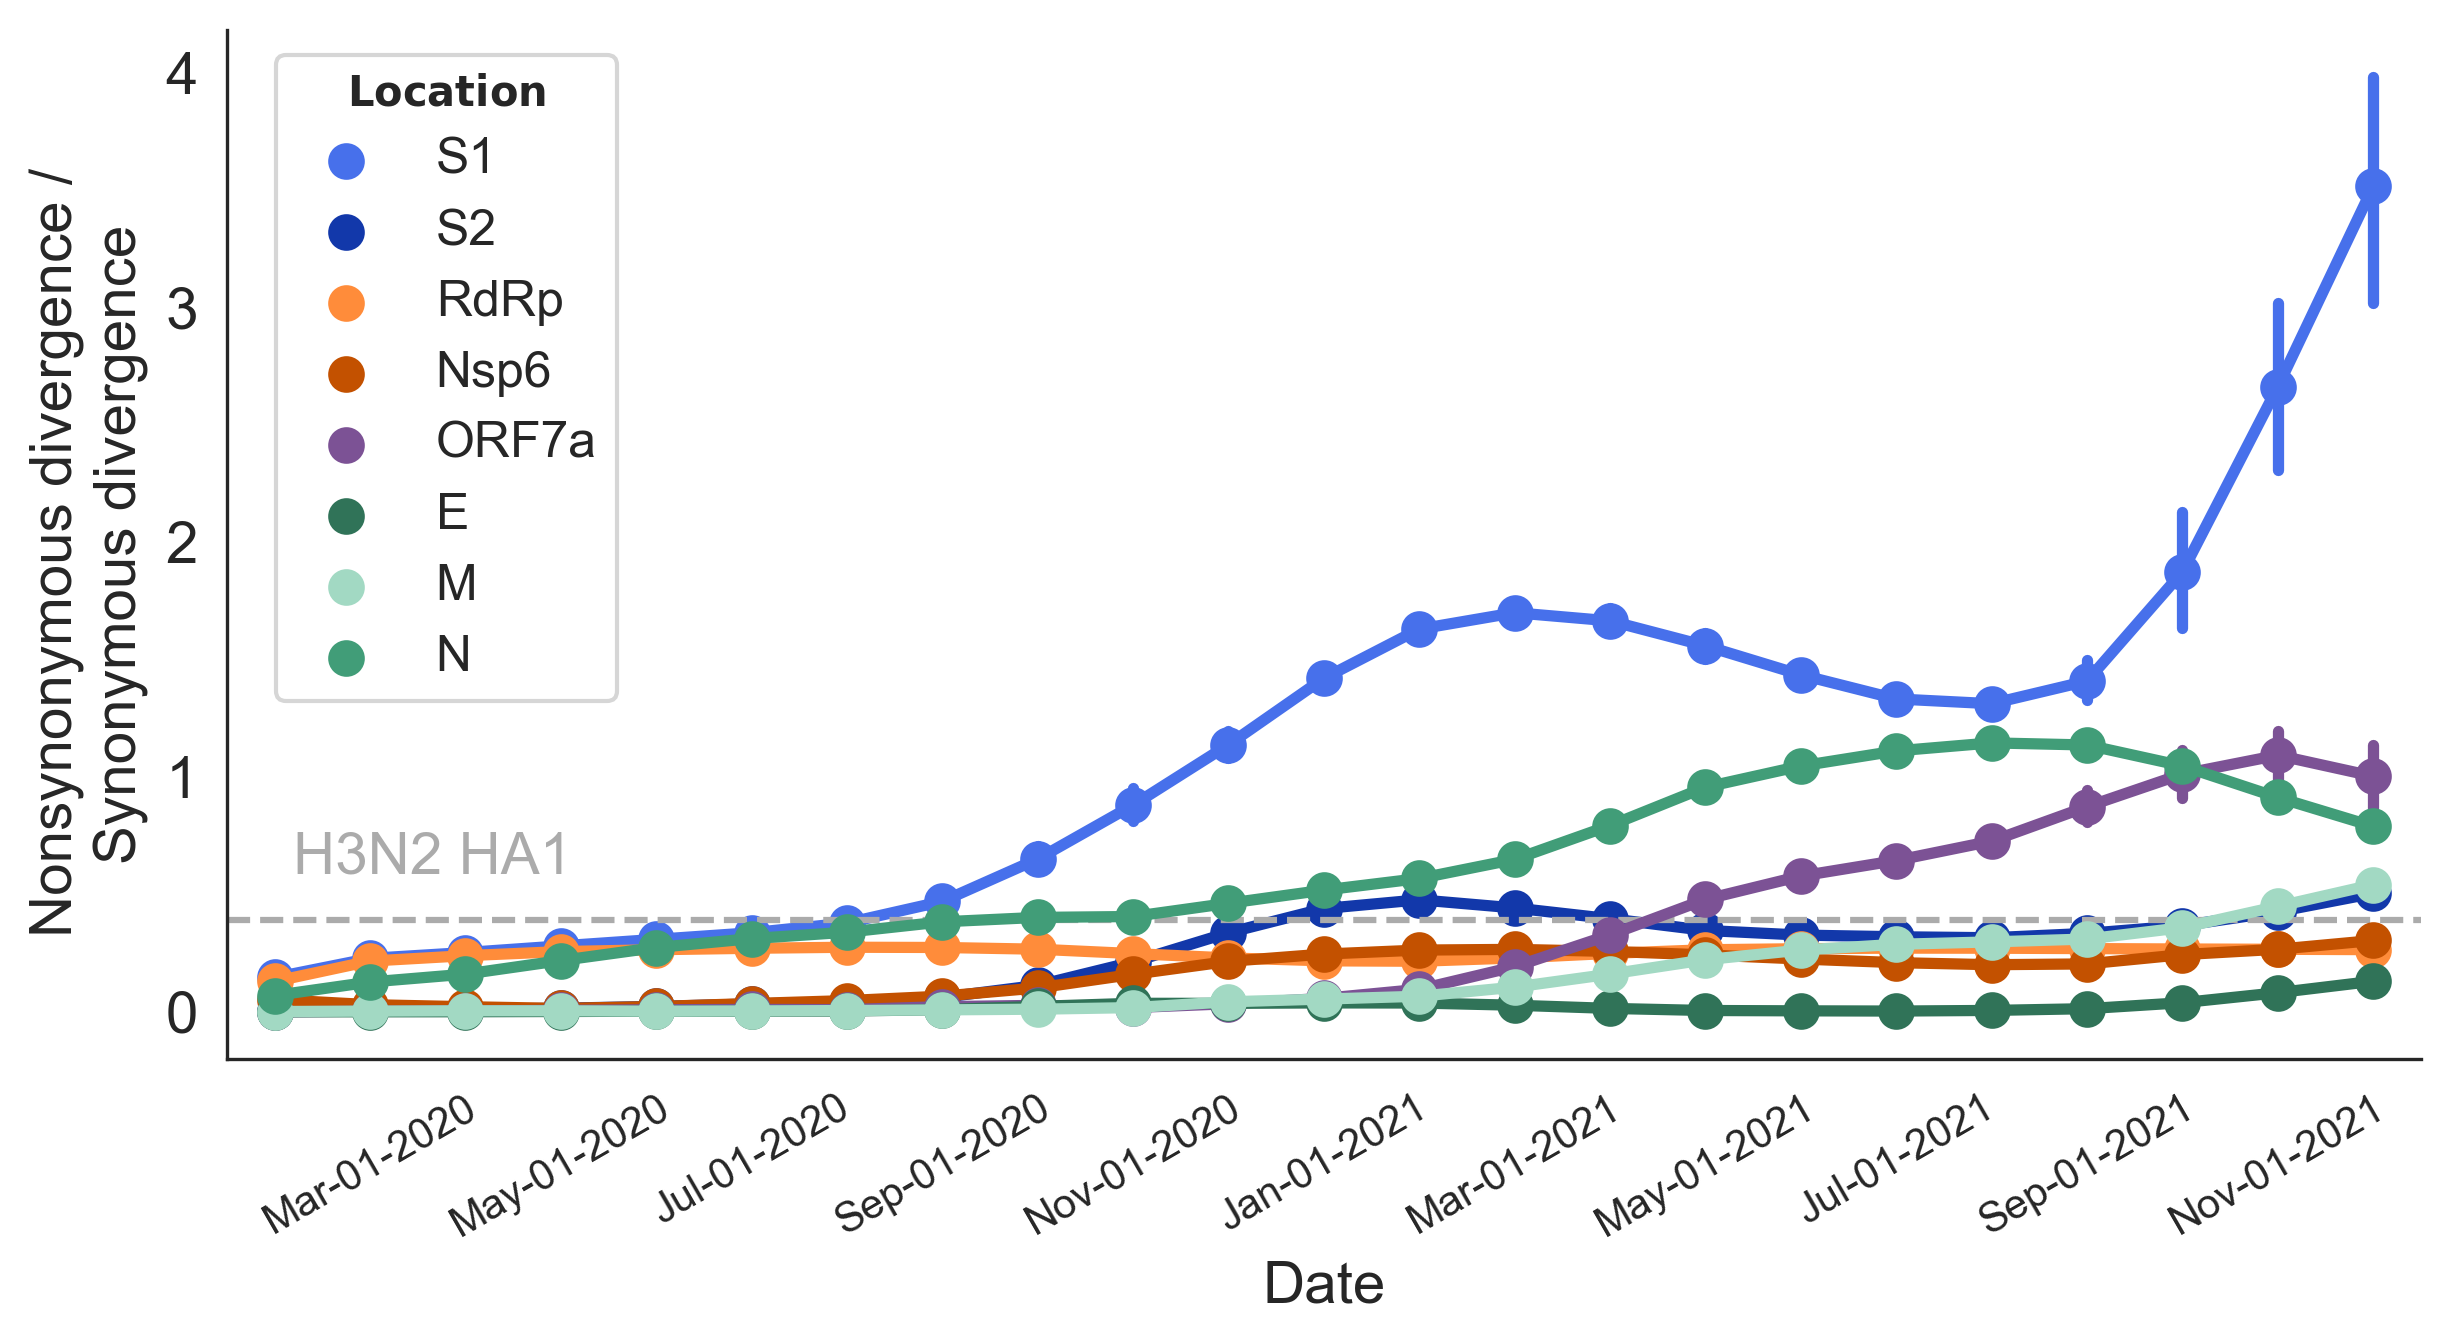 Nonsynonymous divergence /
Synonymous divergence
4
3
2
1
0
Location
S1
S2
RdRp
Nsp6
ORF7a
E
M
N
H3N2 HA1
Mar-01-2020
May-01-2020
Jul-01-2020
Sep-01-2020
Nov-01-2020
Jan-01-2021
Mar-01-2021
May-01-2021
Jul-01-2021
Sep-01-2021
Nov-01-2021
Date